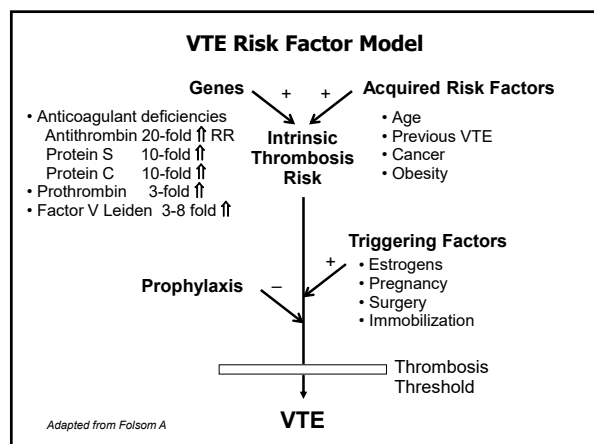 VTE Risk Factor Model
Genes
+
+
Acquired Risk Factors
• Anticoagulant deficiencies
Antithrombin 20-fold ⇑ RR
Protein S 10-fold ⇑
Protein C 10-fold ⇑
• Prothrombin 3-fold ⇑
• Factor V Leiden 3-8 fold ⇑
Intrinsic
Thrombosis
Risk
• Age
• Previous VTE
• Cancer
• Obesity
Triggering Factors
+
• Estrogens
• Pregnancy
• Surgery
• Immobilization
Prophylaxis
–
Thrombosis
Threshold
VTE
Adapted from Folsom A